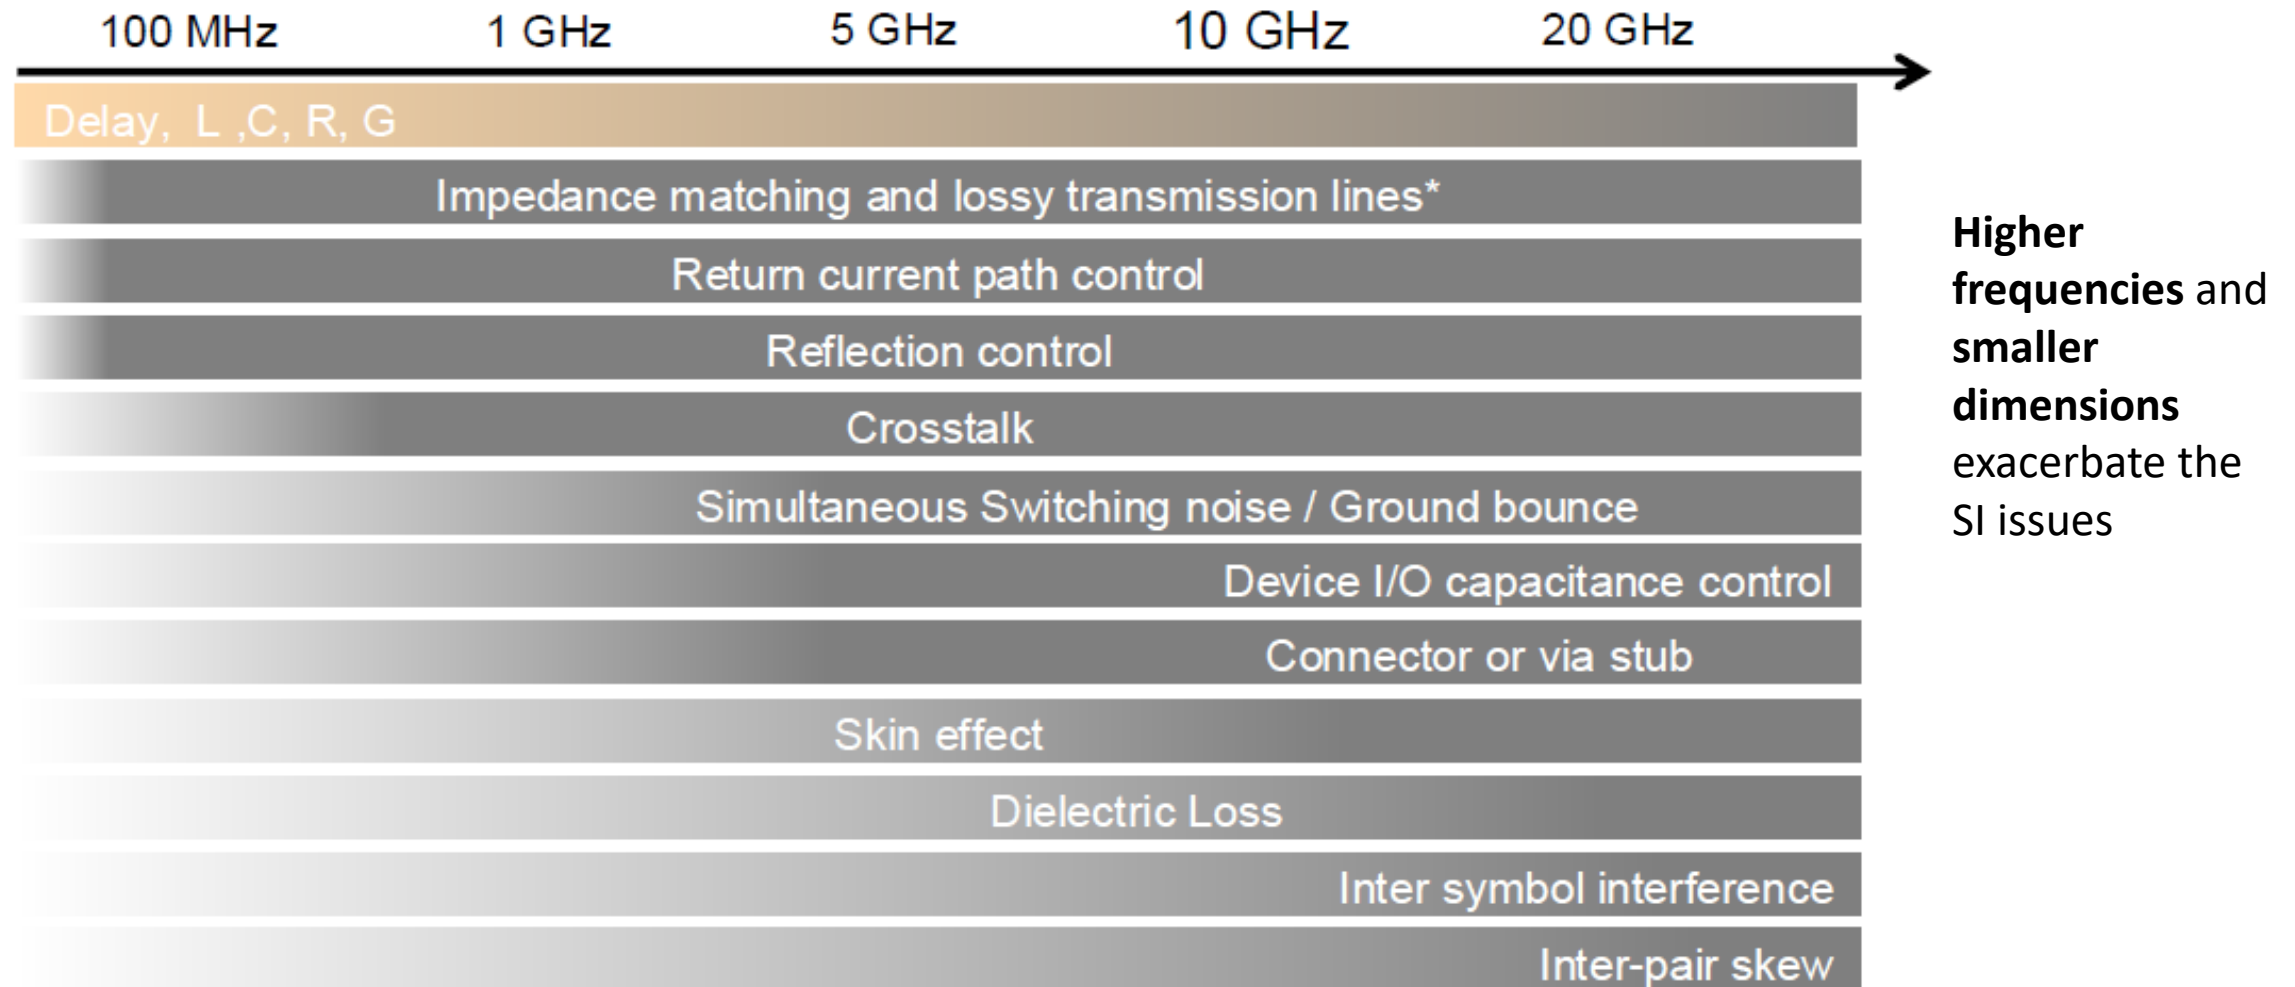 100 MHz 1 GHz 5 GHz 10 GHz 20 GHz
Delay, L ,C, R, G
Impedance matching and lossy transmission lines*
Return current path control
Reflection control
Crosstalk
Simultaneous Switching noise / Ground bounce
Device I/O capacitance control
Connector or via stub
Skin effect
Dielectric Loss
Inter symbol interference
Inter-pair skew
Higher
frequencies and
smaller
dimensions
exacerbate the
SI issues